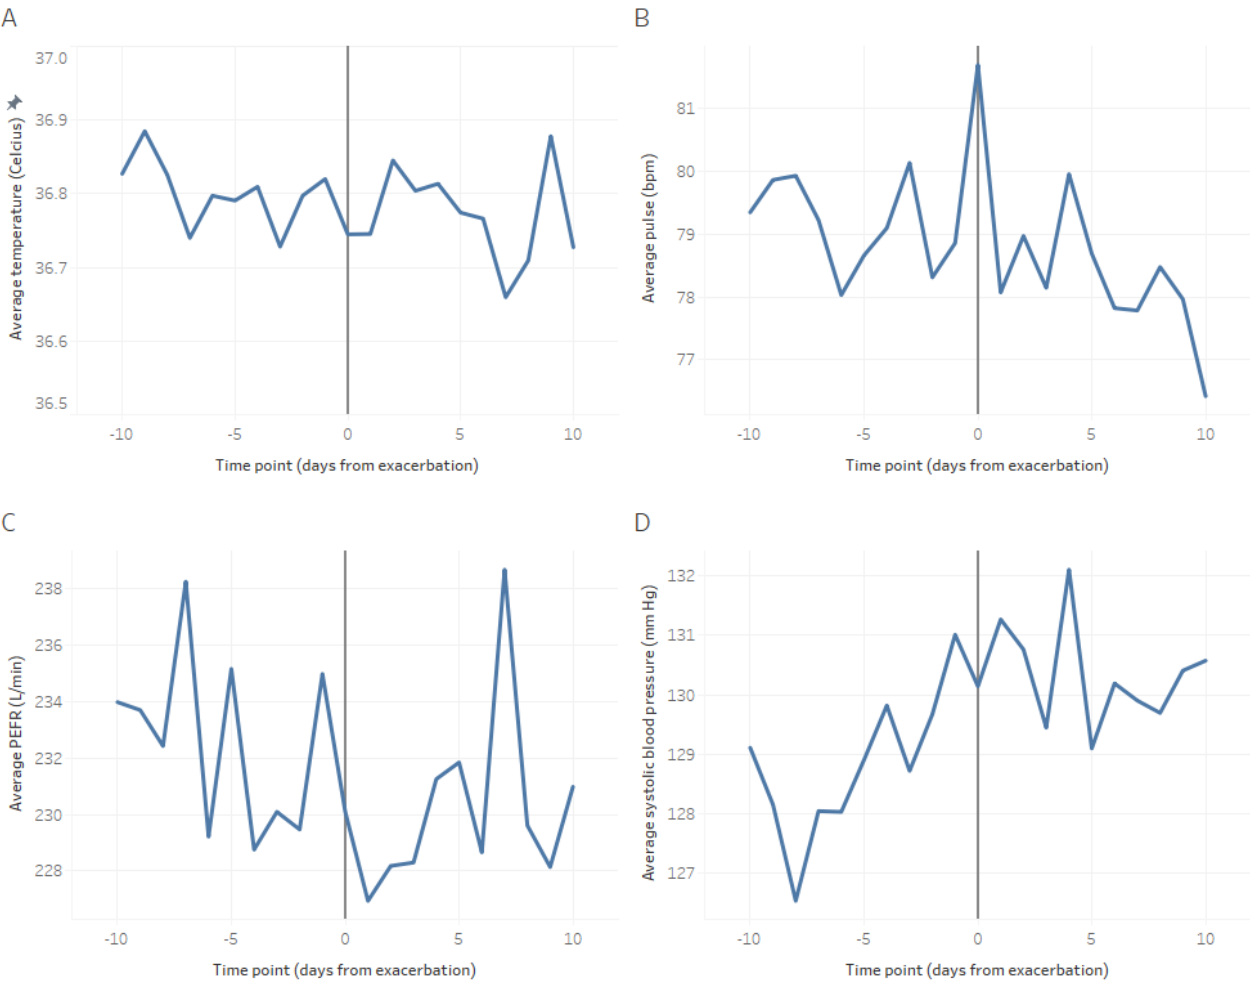 A
Average temperature (Celcius)
37.0
36.9
36.8
36.7
36.6
36.5
-10 -5 0 5 10
Time point (days from exacerbation)
B
Average pulse (bpm)
81
80
79
78
77
-10 -5 0 5 10
Time point (days from exacerbation)
C
Average PEFR (L/min)
238
236
234
232
230
228
-10 -5 0 5 10
Time point (days from exacerbation)
D
Average systolic blood pressure (mm Hg)
132
131
130
129
128
127
-10 -5 0 5 10
Time point (days from exacerbation)